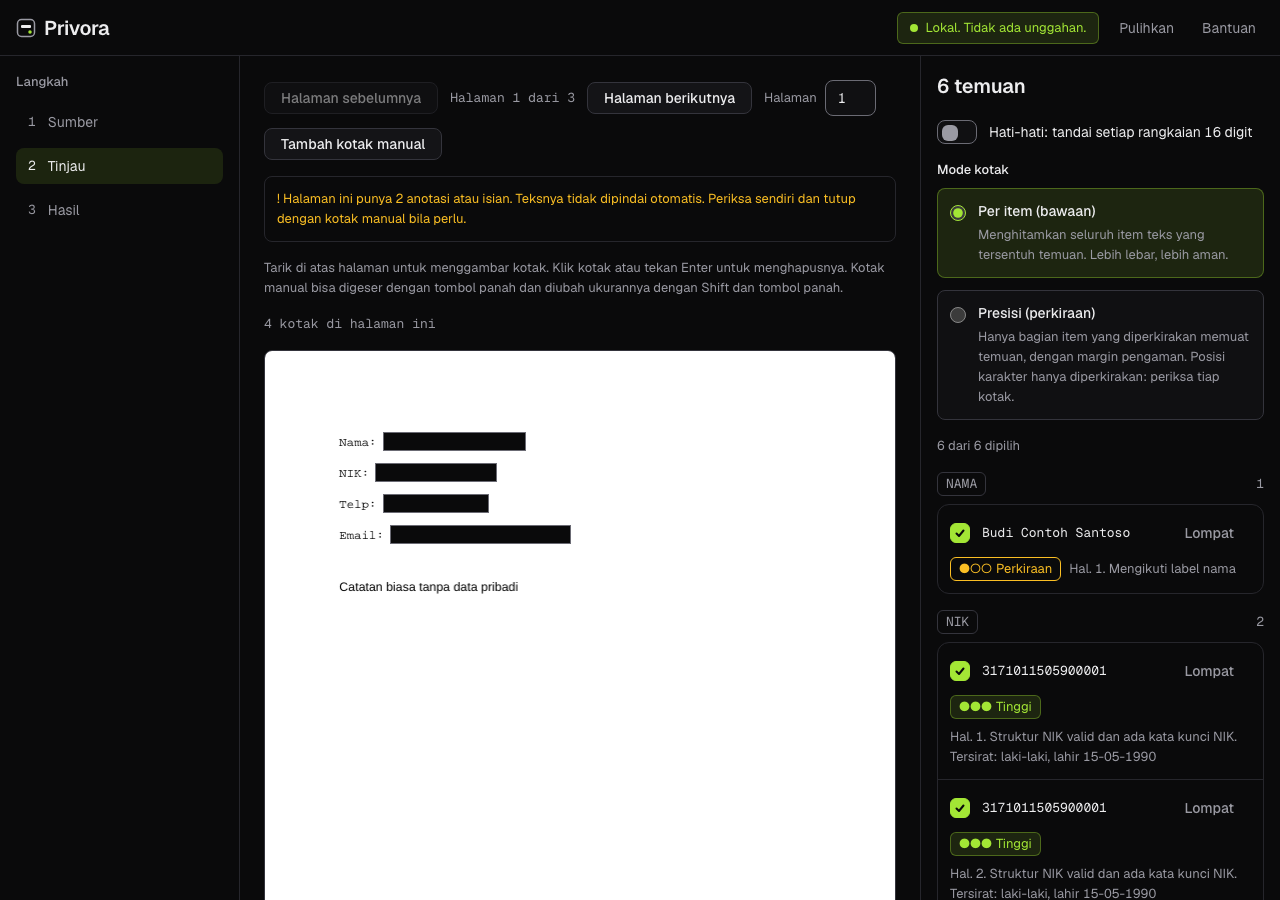 Privora
Lokal. Tidak ada unggahan.
Pulihkan
Bantuan
Langkah
1 Sumber
2 Tinjau
3 Hasil
Halaman sebelumnya
Halaman 1 dari 3
Halaman berikutnya
Halaman
1
Tambah kotak manual
! Halaman ini punya 2 anotasi atau isian. Teksnya tidak dipindai otomatis. Periksa sendiri dan tutup
dengan kotak manual bila perlu.
Tarik di atas halaman untuk menggambar kotak. Klik kotak atau tekan Enter untuk menghapusnya. Kotak
manual bisa digeser dengan tombol panah dan diubah ukurannya dengan Shift dan tombol panah.
4 kotak di halaman ini
Nama:
NIK:
Telp:
Email:
Catatan biasa tanpa data pribadi
6 temuan
Hati-hati: tandai setiap rangkaian 16 digit
Mode kotak
Per item (bawaan)
Menghitamkan seluruh item teks yang
tersentuh temuan. Lebih lebar, lebih aman.
Presisi (perkiraan)
Hanya bagian item yang diperkirakan memuat
temuan, dengan margin pengaman. Posisi
karakter hanya diperkirakan: periksa tiap
kotak.
6 dari 6 dipilih
NAMA 1
Budi Contoh Santoso Lompat
Perkiraan Hal. 1. Mengikuti label nama
NIK 2
3171011505900001 Lompat
Tinggi
Hal. 1. Struktur NIK valid dan ada kata kunci NIK.
Tersirat: laki-laki, lahir 15-05-1990
3171011505900001 Lompat
Tinggi
Hal. 2. Struktur NIK valid dan ada kata kunci NIK.
Tersirat: laki-laki, lahir 15-05-1990